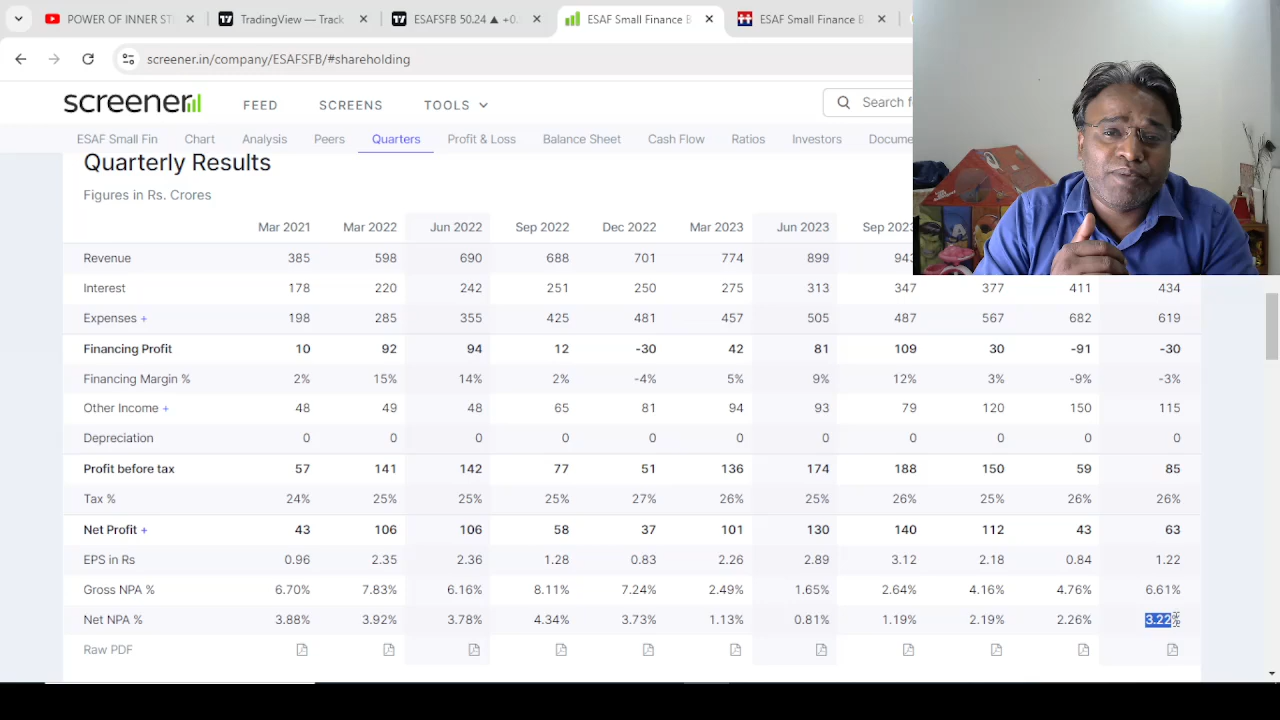 POWER OF INNER ST
TradingView — Track
ESAFSFB 50.24 ▲ +0.
ESAF Small Finance B
ESAF Small Finance B
screener.in/company/ESAFSFB/#shareholding
screener
FEED
SCREENS
TOOLS
Search f
ESAF Small Fin Chart Analysis Peers Quarters Profit & Loss Balance Sheet Cash Flow Ratios Investors Docume
Quarterly Results
Figures in Rs. Crores
Mar 2021 Mar 2022 Jun 2022 Sep 2022 Dec 2022 Mar 2023 Jun 2023 Sep 202
Revenue 385 598 690 688 701 774 899 943
Interest 178 220 242 251 250 275 313 347 377 411 434
Expenses + 198 285 355 425 481 457 505 487 567 682 619
Financing Profit 10 92 94 12 -30 42 81 109 30 -91 -30
Financing Margin % 2% 15% 14% 2% -4% 5% 9% 12% 3% -9% -3%
Other Income + 48 49 48 65 81 94 93 79 120 150 115
Depreciation 0 0 0 0 0 0 0 0 0 0 0
Profit before tax 57 141 142 77 51 136 174 188 150 59 85
Tax % 24% 25% 25% 25% 27% 26% 25% 26% 25% 26% 26%
Net Profit + 43 106 106 58 37 101 130 140 112 43 63
EPS in Rs 0.96 2.35 2.36 1.28 0.83 2.26 2.89 3.12 2.18 0.84 1.22
Gross NPA % 6.70% 7.83% 6.16% 8.11% 7.24% 2.49% 1.65% 2.64% 4.16% 4.76% 6.61%
Net NPA % 3.88% 3.92% 3.78% 4.34% 3.73% 1.13% 0.81% 1.19% 2.19% 2.26% 3.22%
Raw PDF